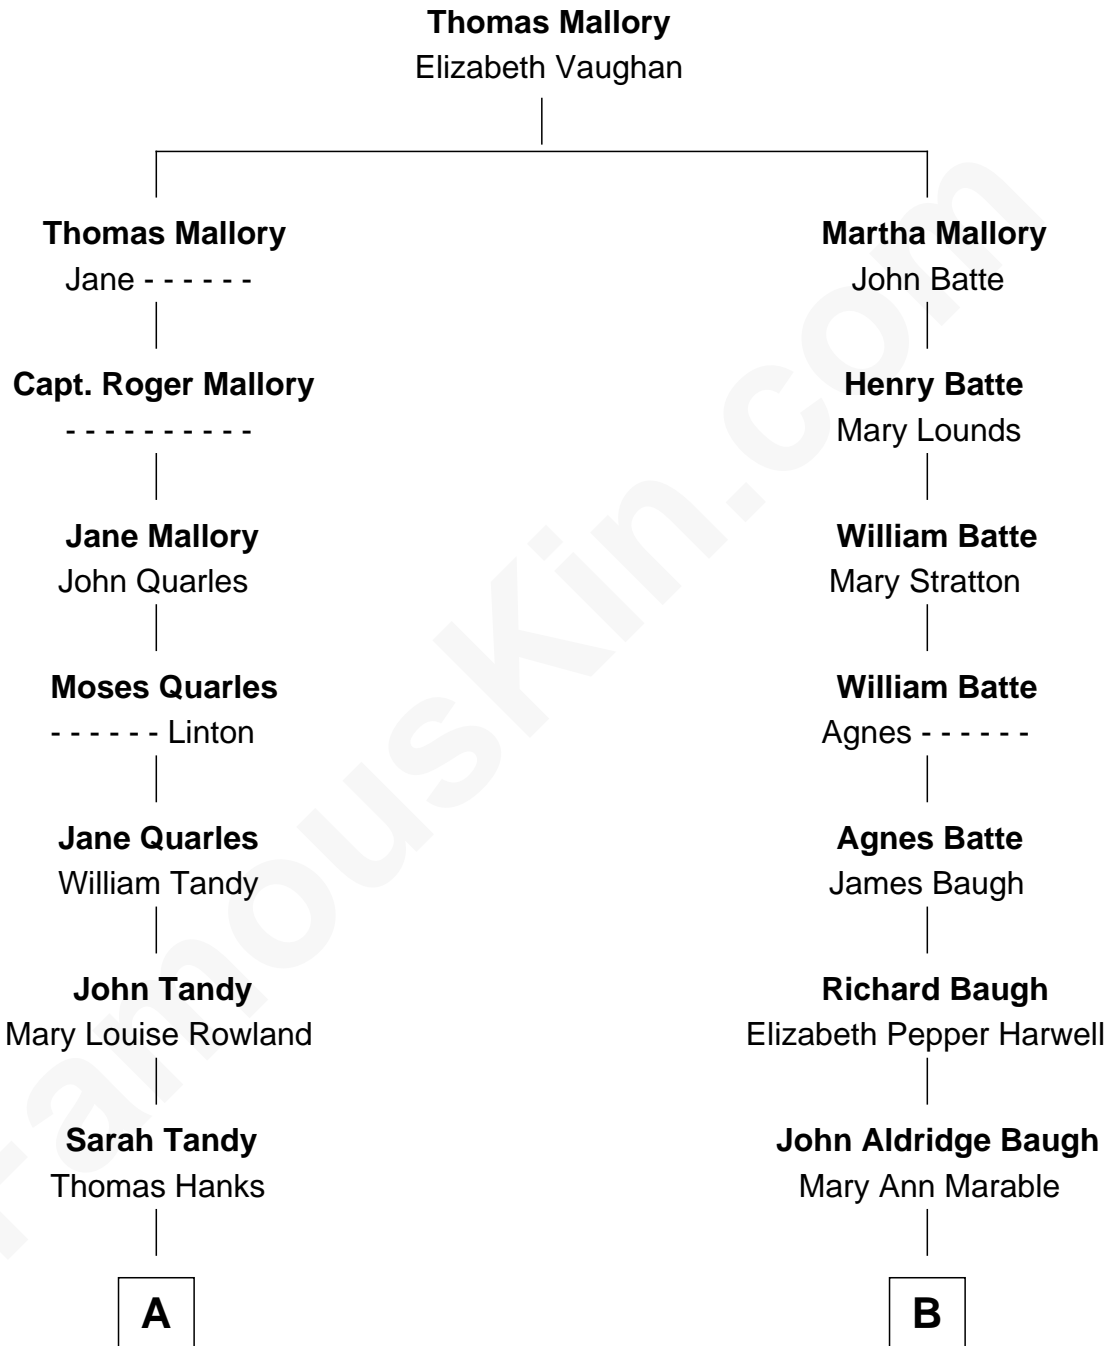 Thomas Mallory
Elizabeth Vaughan
Thomas Mallory
Jane - - - - - -
Capt. Roger Mallory
- - - - - - - - - -
Jane Mallory
John Quarles
Moses Quarles
- - - - - - Linton
Jane Quarles
William Tandy
John Tandy
Mary Louise Rowland
Sarah Tandy
Thomas Hanks
A
Martha Mallory
John Batte
Henry Batte
Mary Lounds
William Batte
Mary Stratton
William Batte
Agnes - - - - - -
Agnes Batte
James Baugh
Richard Baugh
Elizabeth Pepper Harwell
John Aldridge Baugh
Mary Ann Marable
B
FamousKin.com